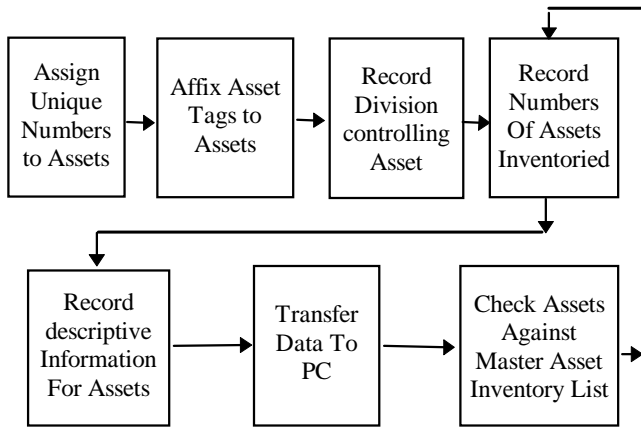 Assign
Unique
Numbers
to Assets
Affix Asset
Tags to
Assets
Record
Division
controlling
Asset
Record
Numbers
Of Assets
Inventoried
Record
descriptive
Information
For Assets
Transfer
Data To
PC
Check Assets
Against
Master Asset
Inventory List